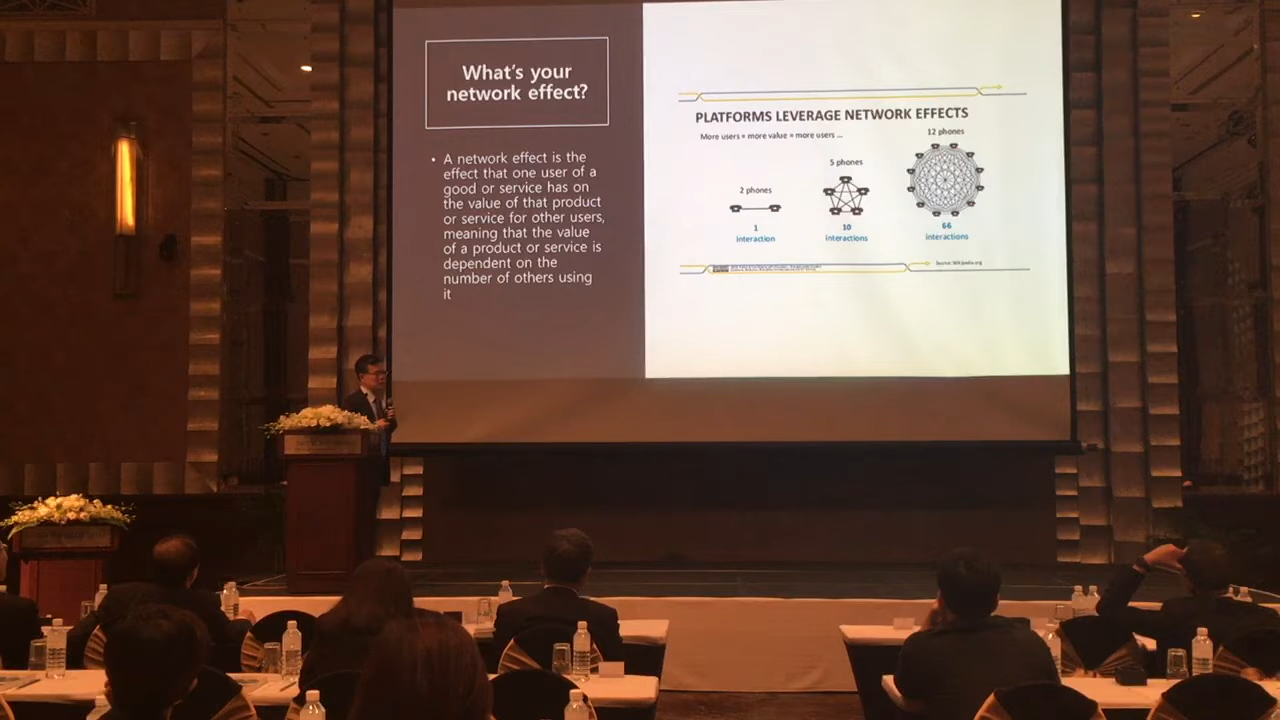 What's your
network effect?
• A network effect is the
effect that one user of a
good or service has on
the value of that product
or service for other users,
meaning that the value
of a product or service is
dependent on the
number of others using
it
PLATFORMS LEVERAGE NETWORK EFFECTS
More users = more value = more users ...
2 phones
1
interaction
5 phones
10
interactions
12 phones
66
interactions
Source: Wikipedia.org